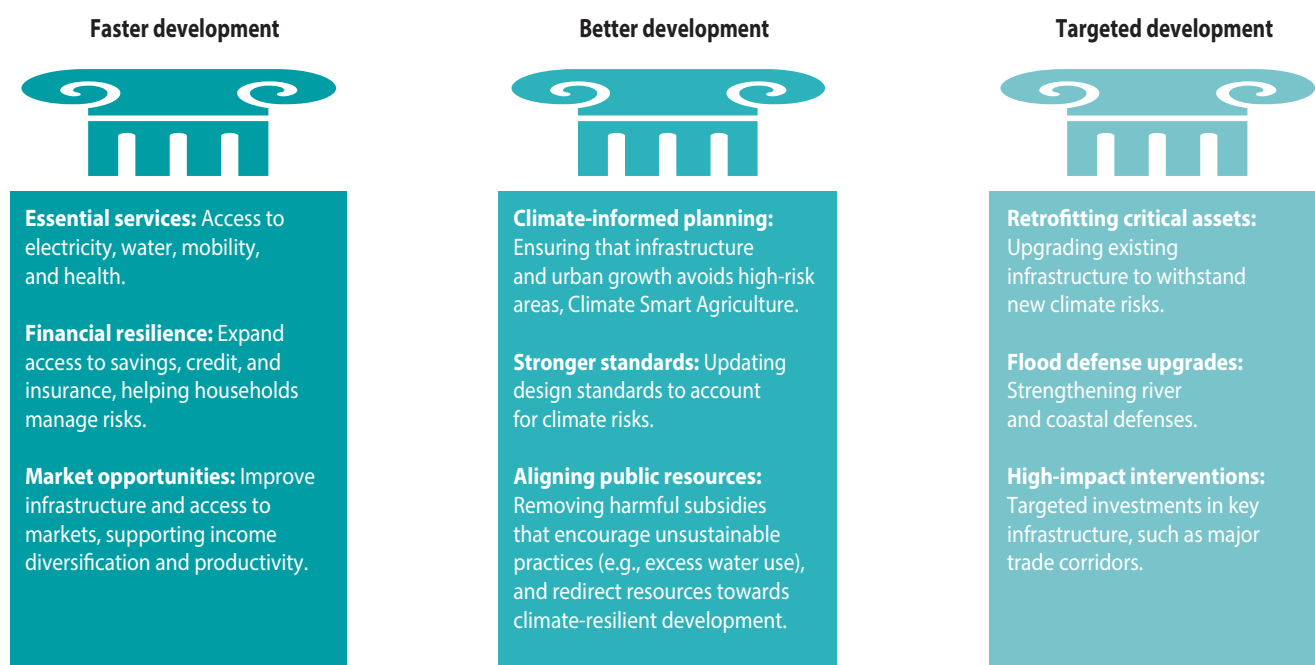 Faster development
Essential services: Access to
electricity, water, mobility,
and health.
Financial resilience: Expand
access to savings, credit, and
insurance, helping households
manage risks.
Market opportunities: Improve
infrastructure and access to
markets, supporting income
diversification and productivity.
Better development
Climate-informed planning:
Ensuring that infrastructure
and urban growth avoids high-risk
areas, Climate Smart Agriculture.
Stronger standards: Updating
design standards to account
for climate risks.
Aligning public resources:
Removing harmful subsidies
that encourage unsustainable
practices (e.g., excess water use),
and redirect resources towards
climate-resilient development.
Targeted development
Retrofitting critical assets:
Upgrading existing
infrastructure to withstand
new climate risks.
Flood defense upgrades:
Strengthening river
and coastal defenses.
High-impact interventions:
Targeted investments in key
infrastructure, such as major
trade corridors.